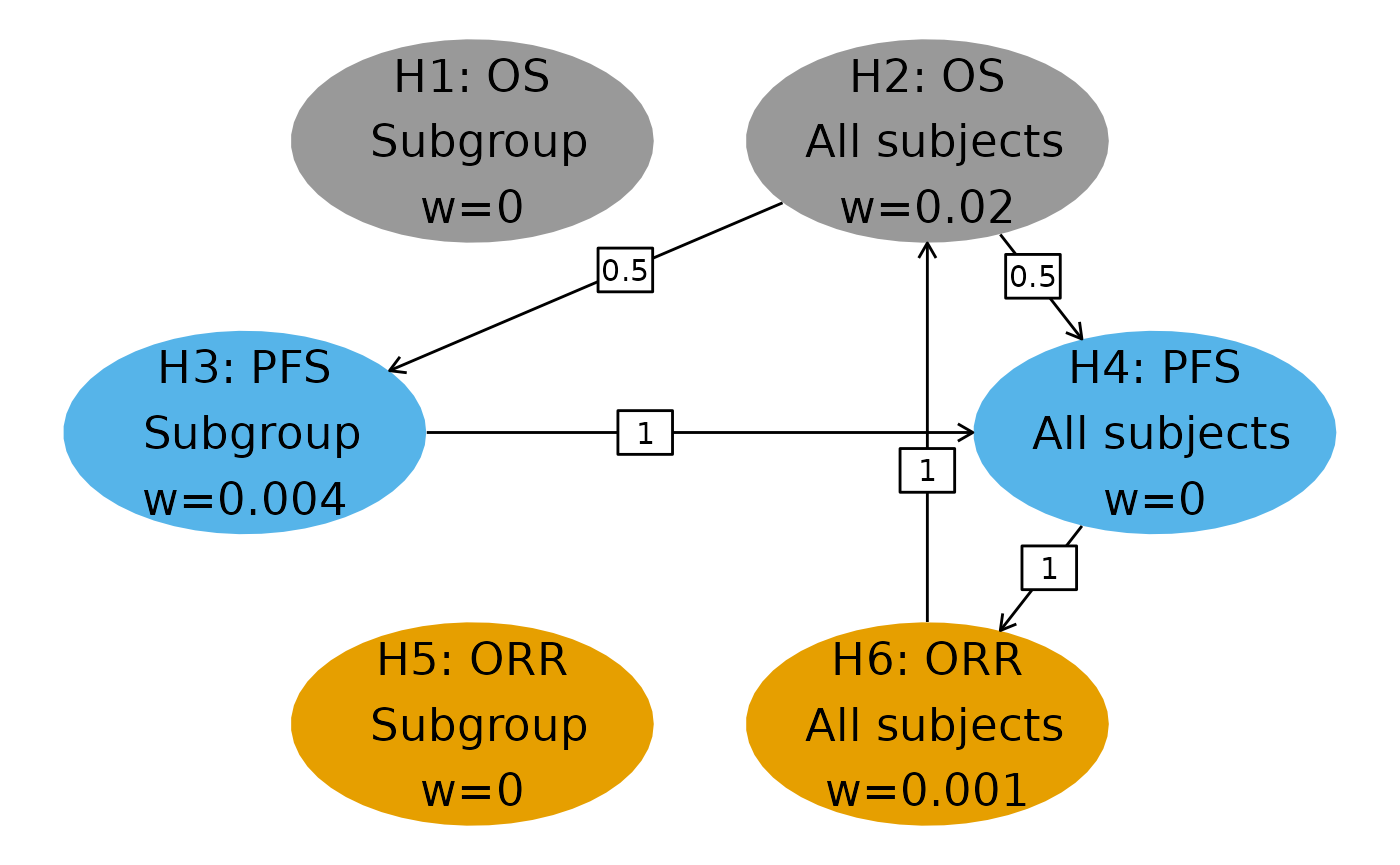 H1: OS
Subgroup
w=0
H2: OS
All subjects
w=0.02
0.5
0.5
H3: PFS
Subgroup
w=0.004
1
H4: PFS
All subjects
w=0
1
1
H5: ORR
Subgroup
w=0
H6: ORR
All subjects
w=0.001